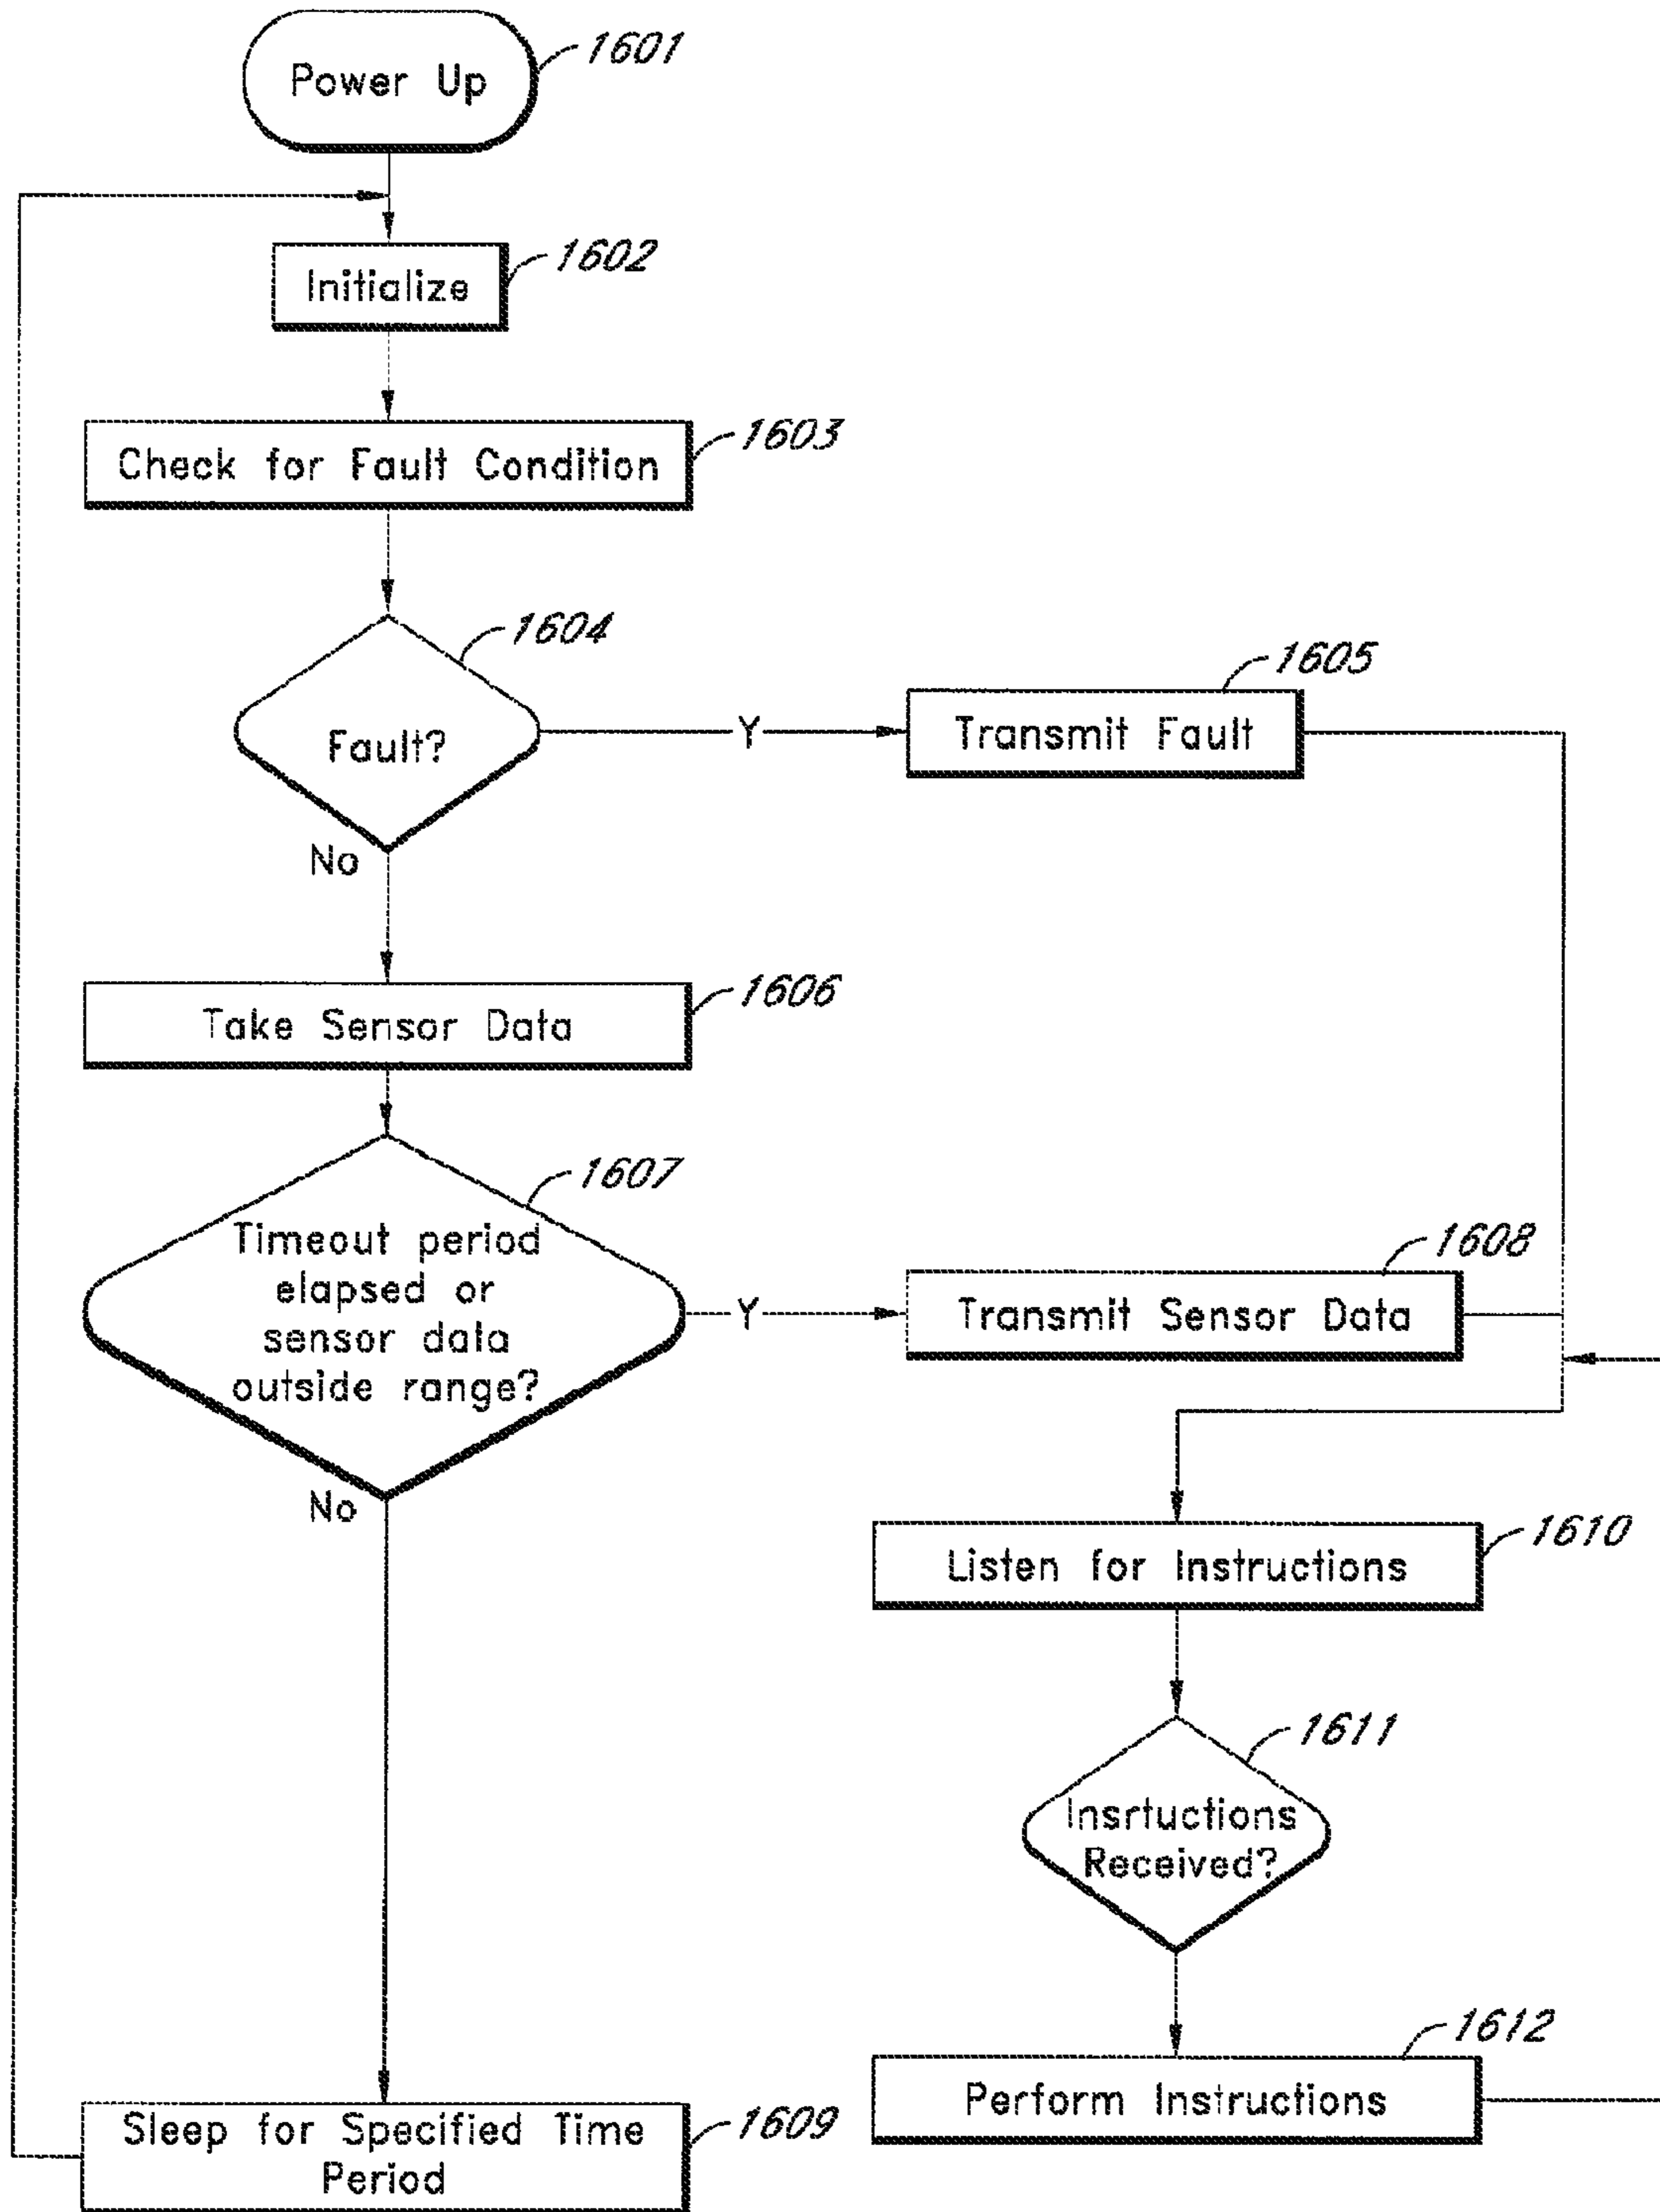 Power Up
1601
Initialize
1602
Check for Fault Condition
1603
1604
Fault?
Y
Transmit Fault
1605
No
Take Sensor Data
1606
1607
Timeout period
elapsed or
sensor data
outside range?
Y
Transmit Sensor Data
1608
No
Listen for Instructions
1610
1611
Insrtuctions
Received?
Perform Instructions
1612
Sleep for Specified Time
Period
1609